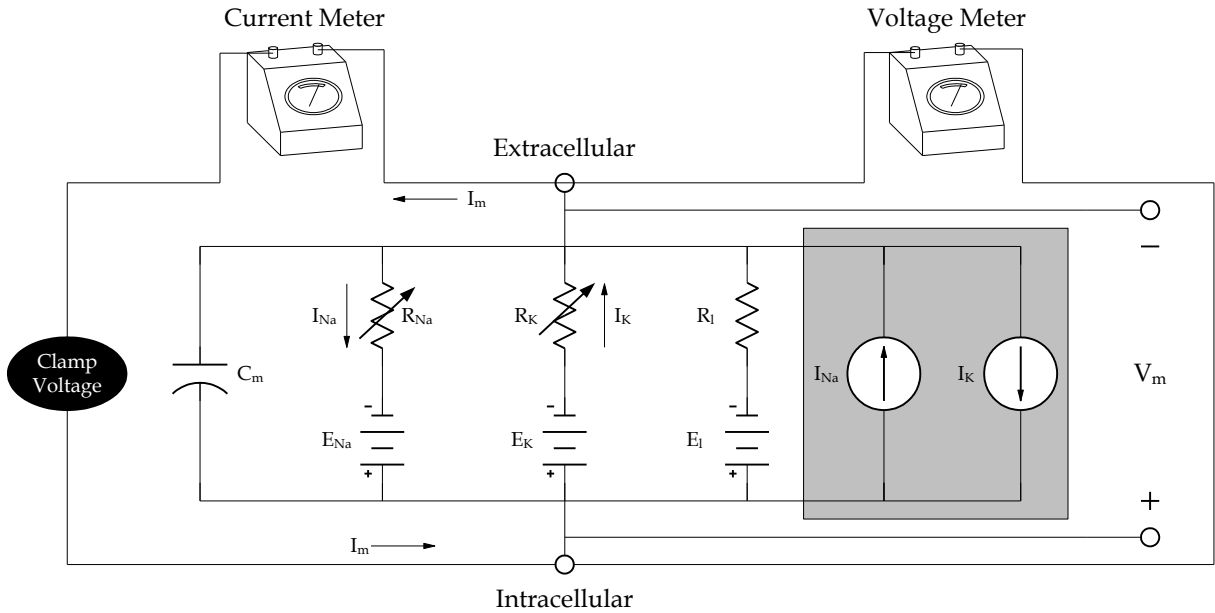 Current Meter
Voltage Meter
Extracellular
I_m
−
I_Na
R_Na
R_K
I_K
R_l
Clamp
Voltage
C_m
I_Na
I_K
V_m
-
-
-
E_Na
E_K
E_l
+
+
+
+
I_m
Intracellular